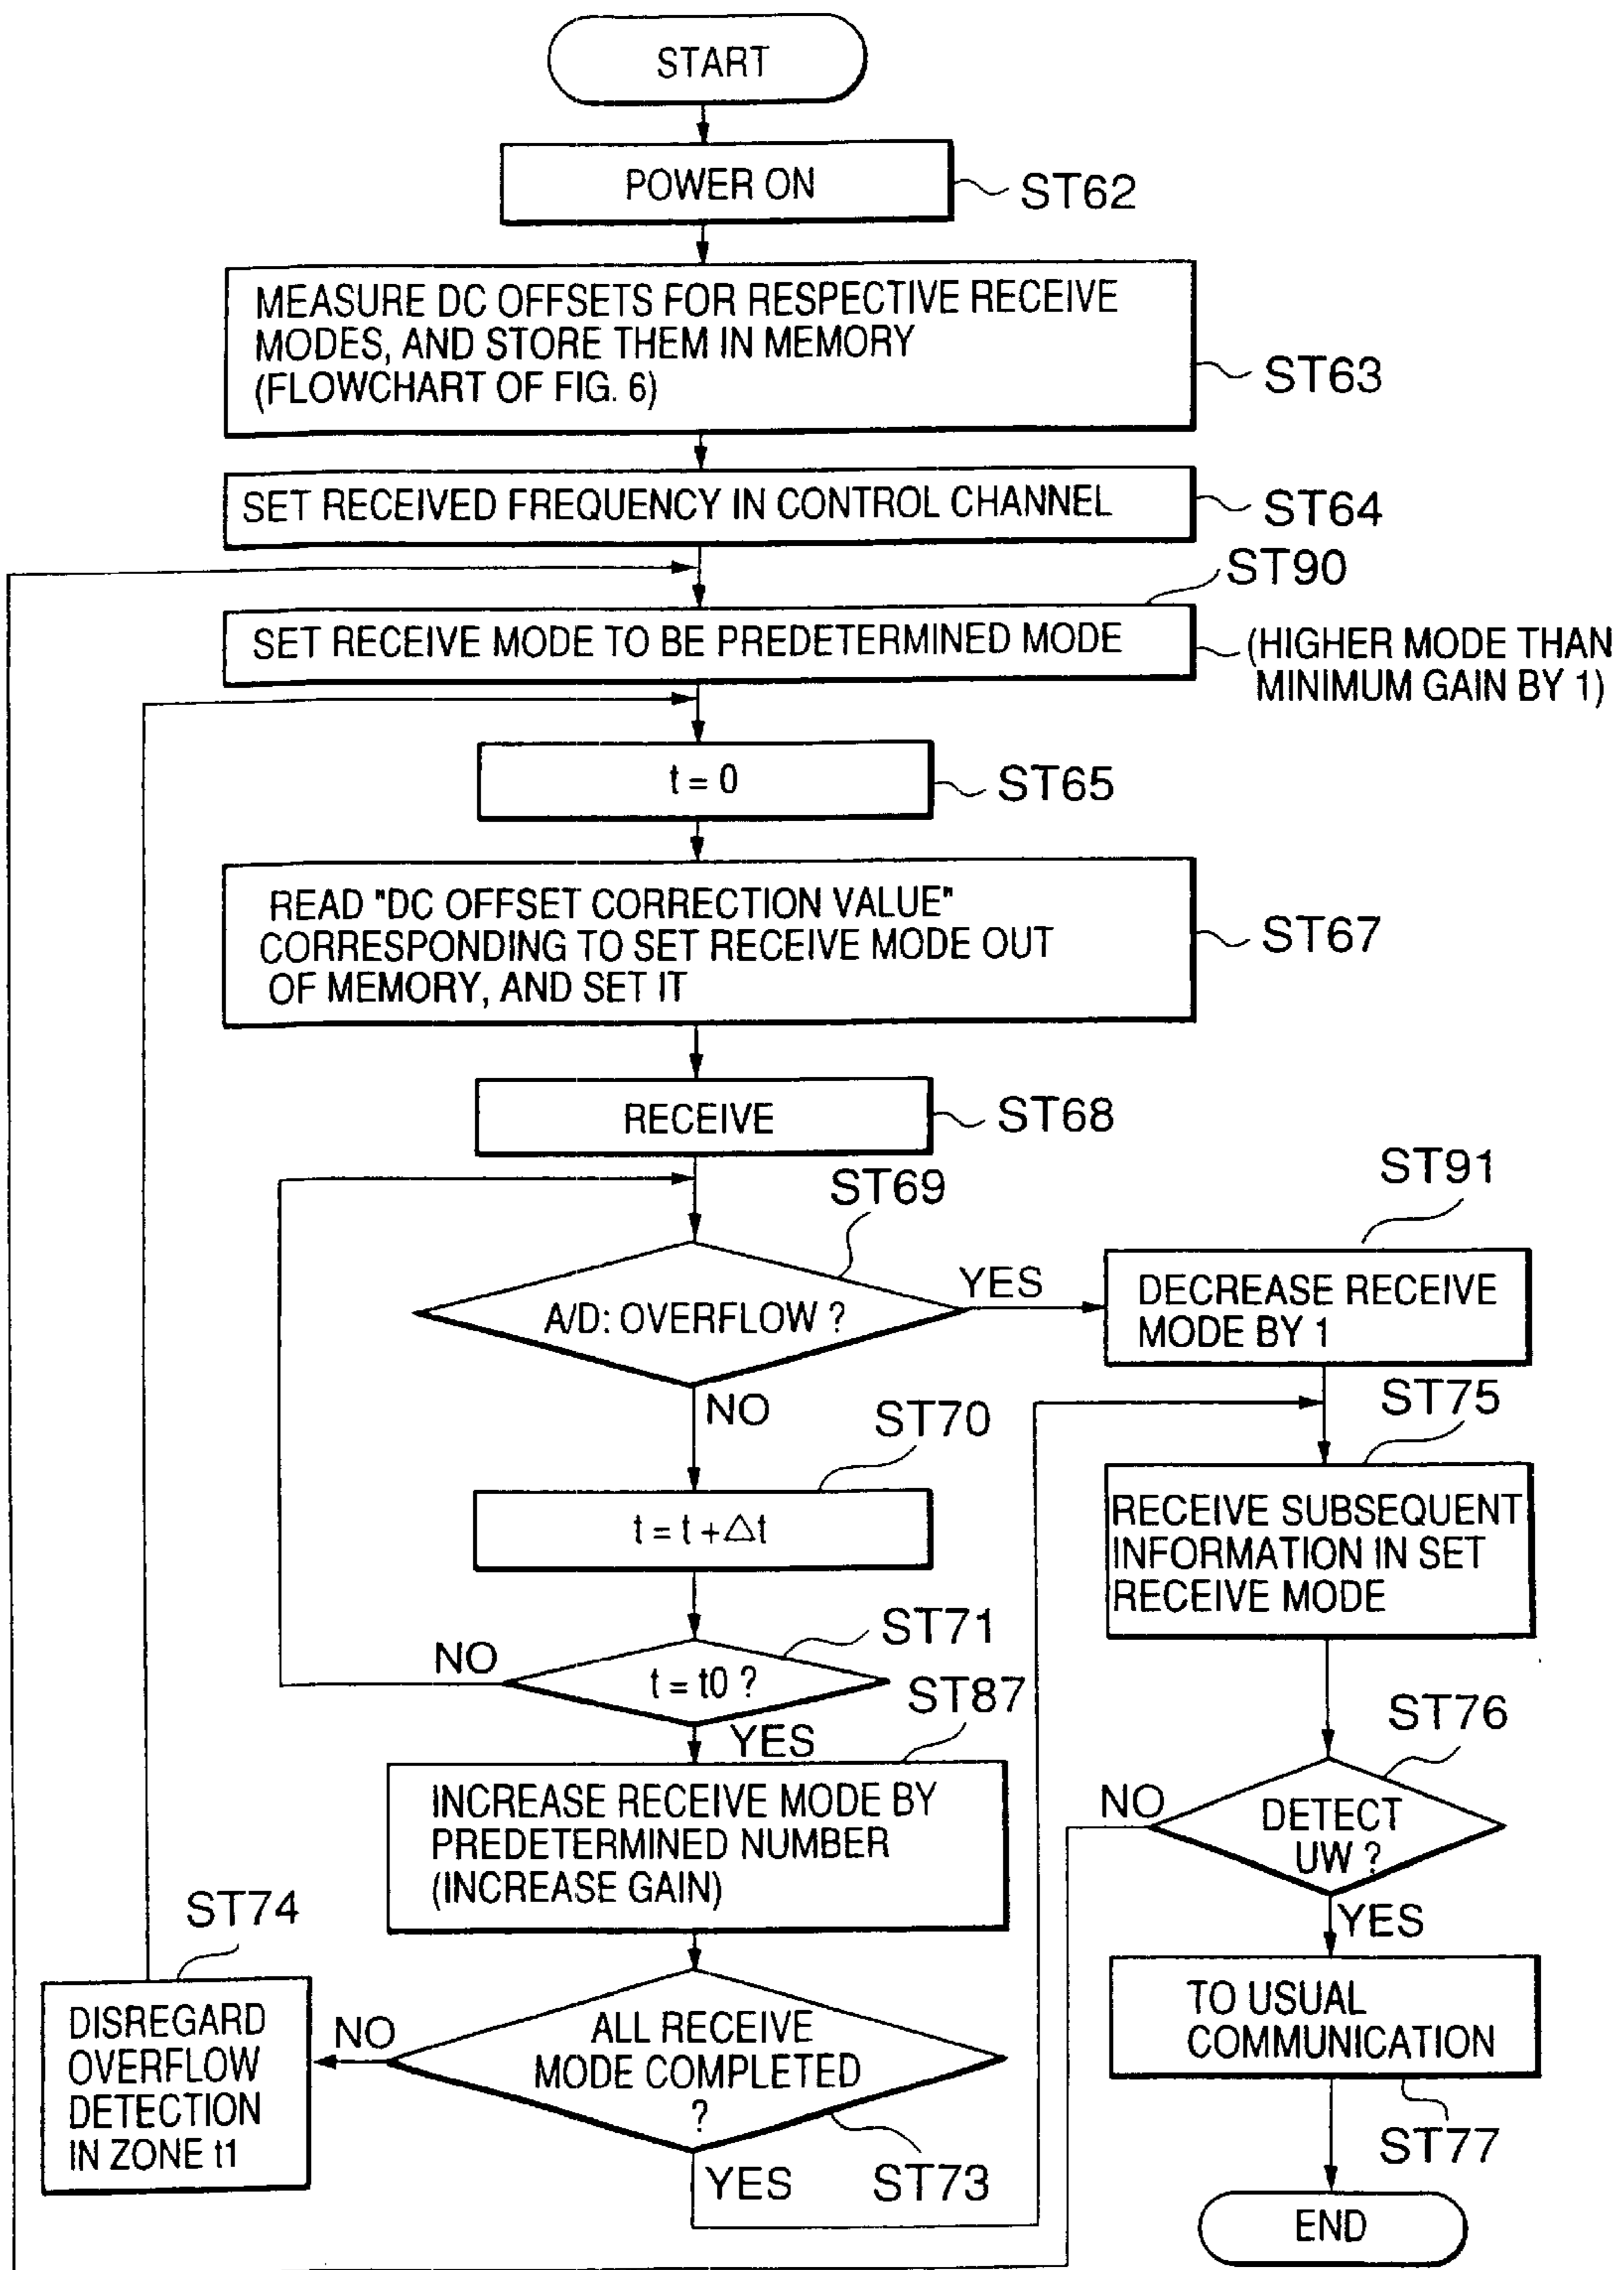 START
POWER ON
ST62
MEASURE DC OFFSETS FOR RESPECTIVE RECEIVE
MODES, AND STORE THEM IN MEMORY
(FLOWCHART OF FIG. 6)
ST63
SET RECEIVED FREQUENCY IN CONTROL CHANNEL
ST64
ST90
SET RECEIVE MODE TO BE PREDETERMINED MODE
(HIGHER MODE THAN
MINIMUM GAIN BY 1)
t = 0
ST65
READ "DC OFFSET CORRECTION VALUE"
CORRESPONDING TO SET RECEIVE MODE OUT
OF MEMORY, AND SET IT
ST67
RECEIVE
ST68
ST69
A/D: OVERFLOW ?
YES
ST91
DECREASE RECEIVE
MODE BY 1
NO
ST70
t = t + △t
ST75
RECEIVE SUBSEQUENT
INFORMATION IN SET
RECEIVE MODE
ST71
NO
t = t0 ?
YES
ST87
INCREASE RECEIVE MODE BY
PREDETERMINED NUMBER
(INCREASE GAIN)
ST76
NO
DETECT
UW ?
YES
ST74
DISREGARD
OVERFLOW
DETECTION
IN ZONE t1
NO
ALL RECEIVE
MODE COMPLETED
?
YES
ST73
TO USUAL
COMMUNICATION
ST77
END